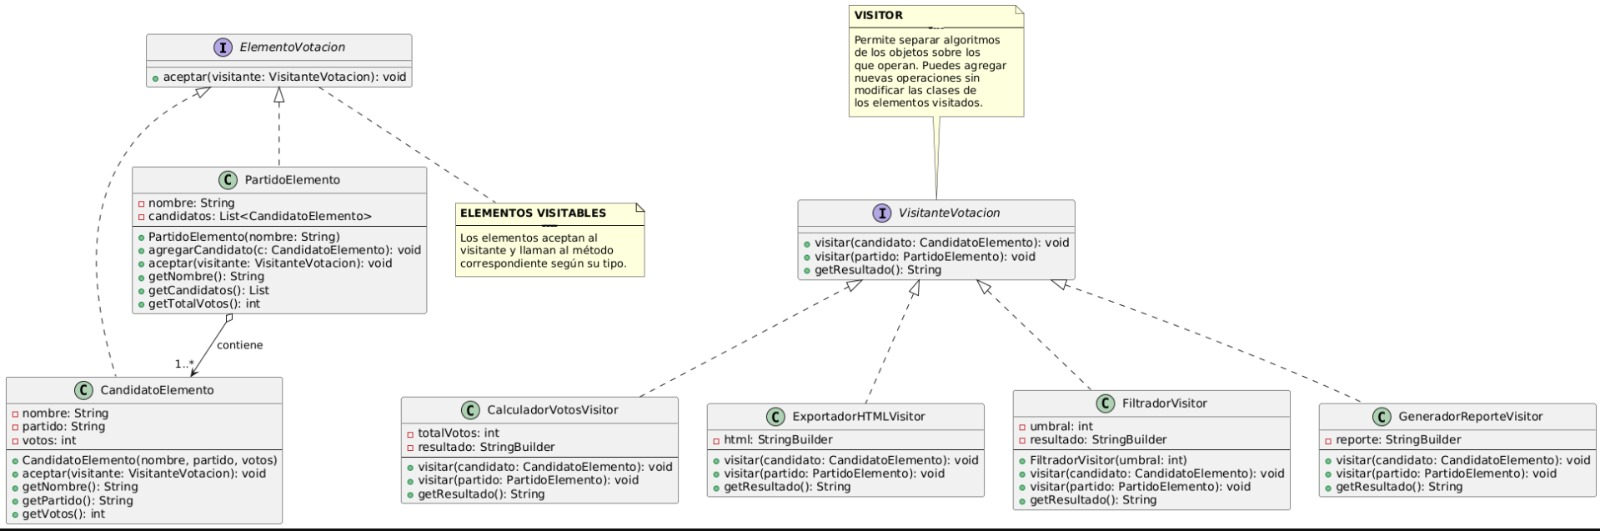 I ElementoVotacion
aceptar(visitante: VisitanteVotacion): void
VISITOR
Permite separar algoritmos
de los objetos sobre los
que operan. Puedes agregar
nuevas operaciones sin
modificar las clases de
los elementos visitados.
C PartidoElemento
nombre: String
candidatos: List<CandidatoElemento>
PartidoElemento(nombre: String)
agregarCandidato(c: CandidatoElemento): void
aceptar(visitante: VisitanteVotacion): void
getNombre(): String
getCandidatos(): List
getTotalVotos(): int
ELEMENTOS VISITABLES
Los elementos aceptan al
visitante y llaman al método
correspondiente según su tipo.
I VisitanteVotacion
visitar(candidato: CandidatoElemento): void
visitar(partido: PartidoElemento): void
getResultado(): String
contiene
1..*
C CandidatoElemento
nombre: String
partido: String
votos: int
CandidatoElemento(nombre, partido, votos)
aceptar(visitante: VisitanteVotacion): void
getNombre(): String
getPartido(): String
getVotos(): int
C CalculadorVotosVisitor
totalVotos: int
resultado: StringBuilder
visitar(candidato: CandidatoElemento): void
visitar(partido: PartidoElemento): void
getResultado(): String
C ExportadorHTMLVisitor
html: StringBuilder
visitar(candidato: CandidatoElemento): void
visitar(partido: PartidoElemento): void
getResultado(): String
C FiltradorVisitor
umbral: int
resultado: StringBuilder
FiltradorVisitor(umbral: int)
visitar(candidato: CandidatoElemento): void
visitar(partido: PartidoElemento): void
getResultado(): String
C GeneradorReporteVisitor
reporte: StringBuilder
visitar(candidato: CandidatoElemento): void
visitar(partido: PartidoElemento): void
getResultado(): String